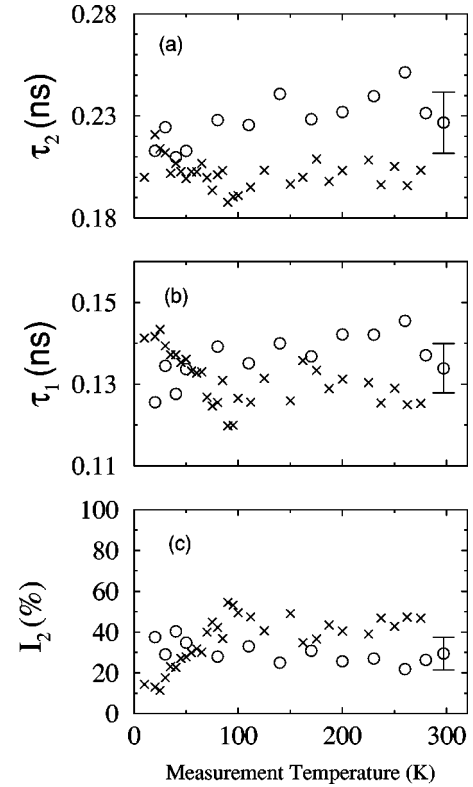 0.28
(a)
τ2 (ns)
0.23
0.18
(b)
0.15
τ1 (ns)
0.13
0.11
100
(c)
80
I2 (%)
60
40
20
0
0 100 200 300
Measurement Temperature (K)